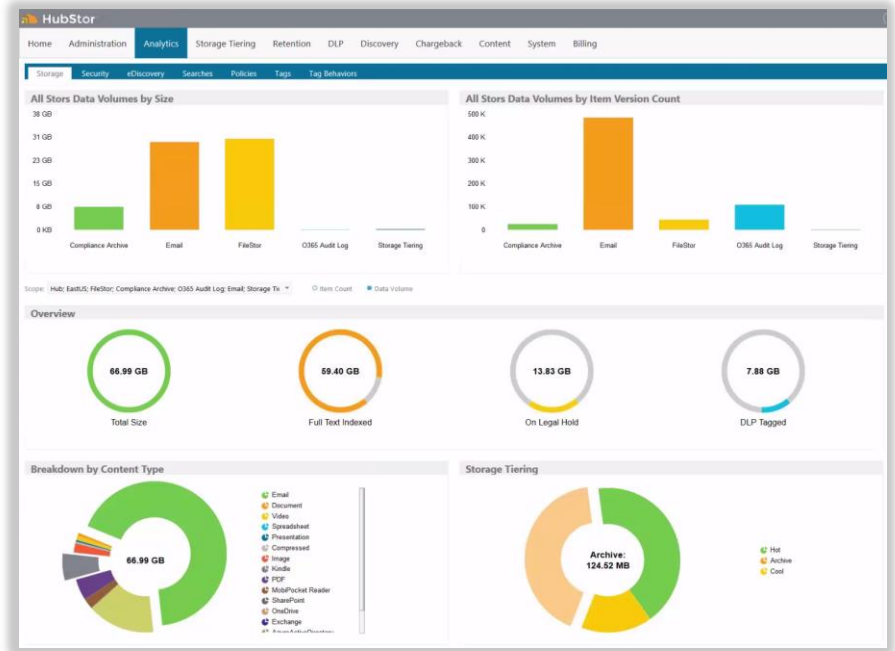 HubStor
Home Administration Analytics Storage Tiering Retention DLP Discovery Chargeback Content System Billing
Storage Security eDiscovery Searches Policies Tags Tag Behaviors
All Stors Data Volumes by Size
38 GB
31 GB
23 GB
15 GB
8 GB
0 KB
Compliance Archive Email FileStor O365 Audit Log Storage Tiering
All Stors Data Volumes by Item Version Count
500 K
400 K
300 K
200 K
100 K
0
Compliance Archive Email FileStor O365 Audit Log Storage Tiering
Scope: Hub; EastUS; FileStor; Compliance Archive; O365 Audit Log; Email; Storage Tie Item Count Data Volume
Overview
66.99 GB
Total Size
59.40 GB
Full Text Indexed
13.83 GB
On Legal Hold
7.88 GB
DLP Tagged
Breakdown by Content Type
66.99 GB
Email
Document
Video
Spreadsheet
Presentation
Compressed
Image
Kindle
PDF
MobiPocket Reader
SharePoint
OneDrive
Exchange
Storage Tiering
Archive:
124.52 MB
Hot
Archive
Cool